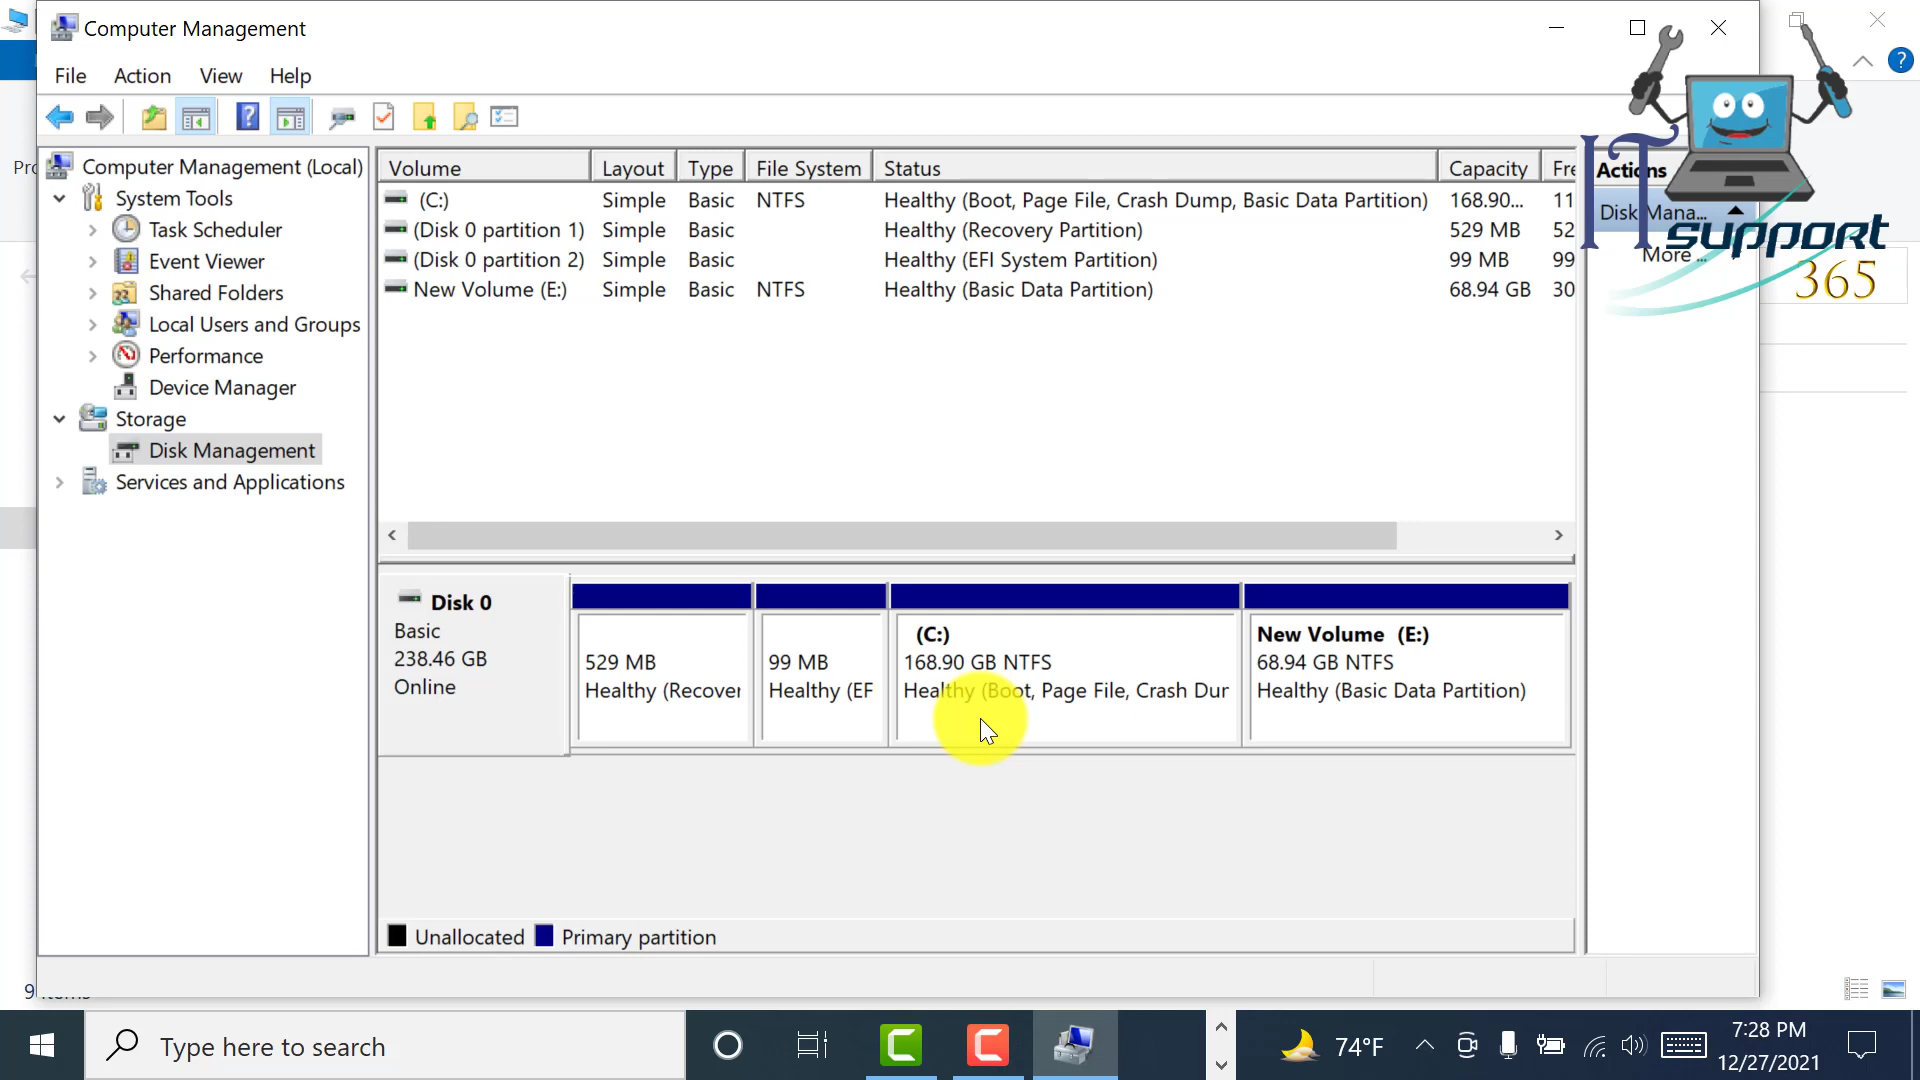 Computer Management
File Action View Help
Computer Management (Local)
System Tools
Task Scheduler
Event Viewer
Shared Folders
Local Users and Groups
Performance
Device Manager
Storage
Disk Management
Services and Applications
Volume Layout Type File System Status Capacity Fre
(C:) Simple Basic NTFS Healthy (Boot, Page File, Crash Dump, Basic Data Partition) 168.90... 11
(Disk 0 partition 1) Simple Basic Healthy (Recovery Partition) 529 MB 52
(Disk 0 partition 2) Simple Basic Healthy (EFI System Partition) 99 MB 99
New Volume (E:) Simple Basic NTFS Healthy (Basic Data Partition) 68.94 GB 30
Actions
Disk Mana...
More ...
IT support
365
Disk 0
Basic
238.46 GB
Online
529 MB
Healthy (Recover
99 MB
Healthy (EF
(C:)
168.90 GB NTFS
Healthy (Boot, Page File, Crash Dur
New Volume (E:)
68.94 GB NTFS
Healthy (Basic Data Partition)
Unallocated Primary partition
Type here to search
74°F
7:28 PM
12/27/2021